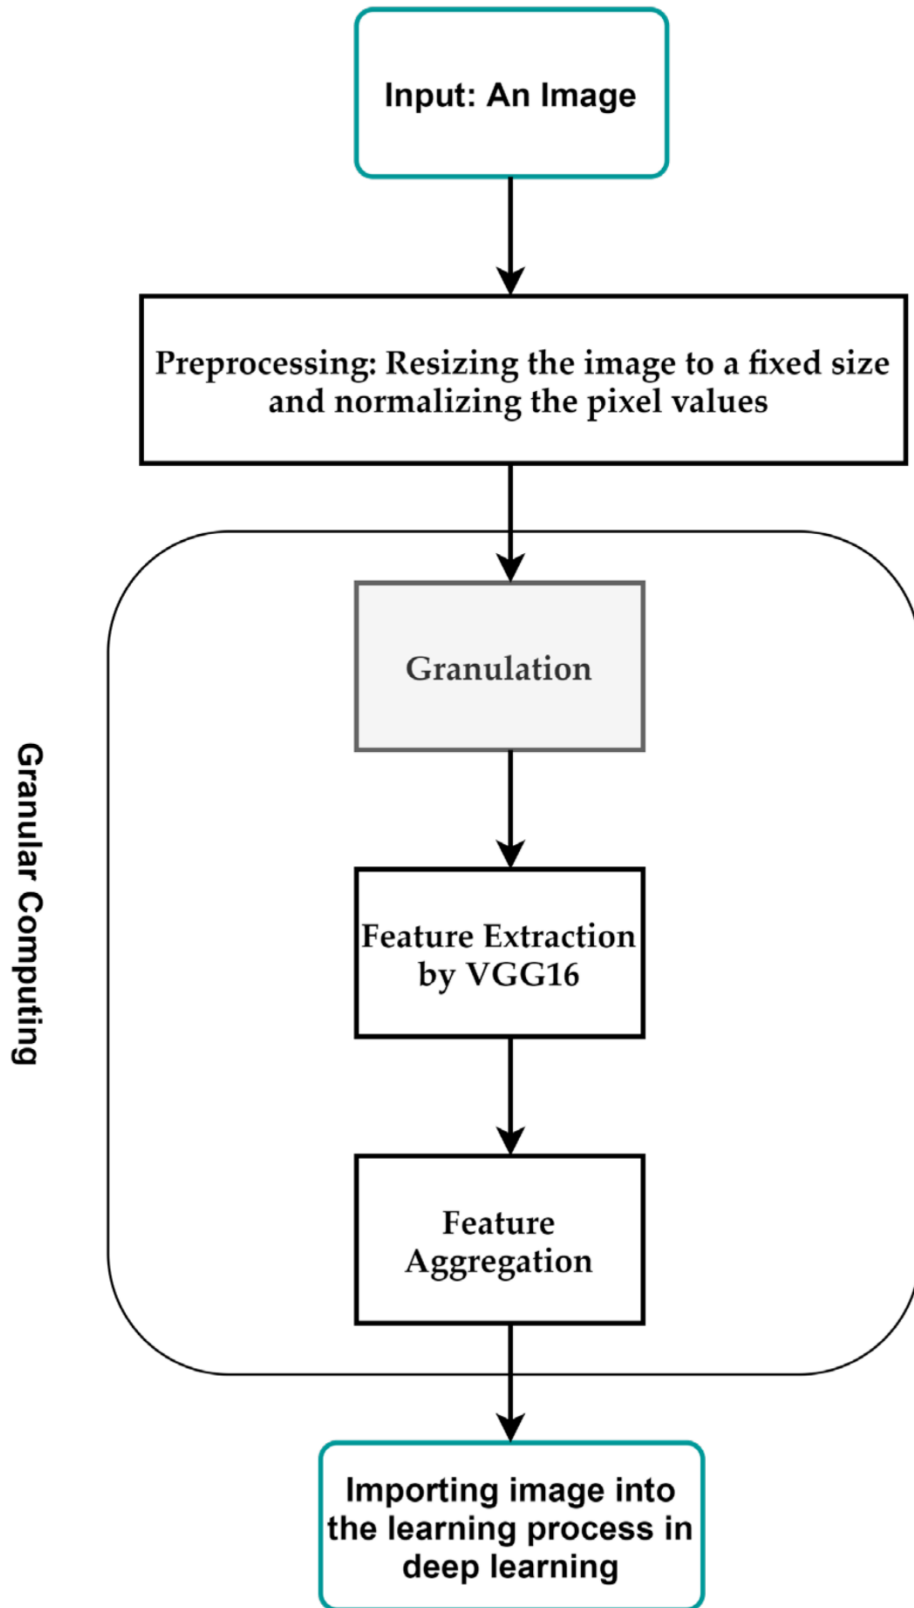 Input: An Image
Preprocessing: Resizing the image to a fixed size
and normalizing the pixel values
Granulation
Granular Computing
Feature Extraction
by VGG16
Feature
Aggregation
Importing image into
the learning process in
deep learning